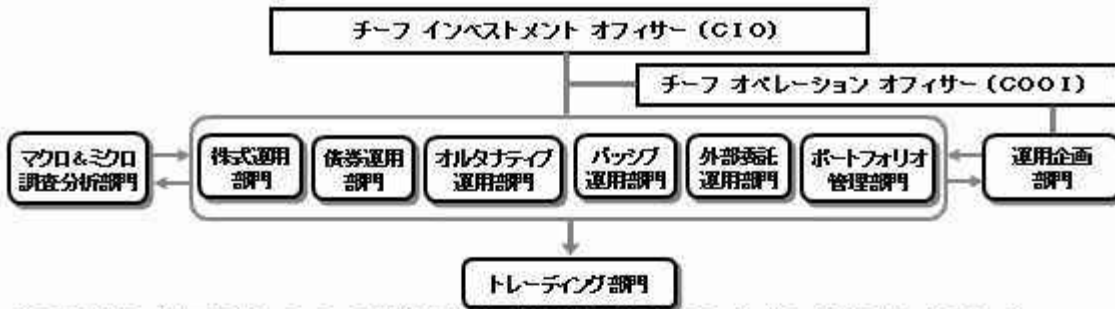 チーフ インベストメント オフィサー (CIO)
チーフ オペレーション オフィサー (COOI)
マクロ&ミクロ
調査分析部門
株式運用
部門
債券運用
部門
オルタナティブ
運用部門
パッシブ
運用部門
外部委託
運用部門
ポートフォリオ
管理部門
運用企画
部門
トレーディング部門